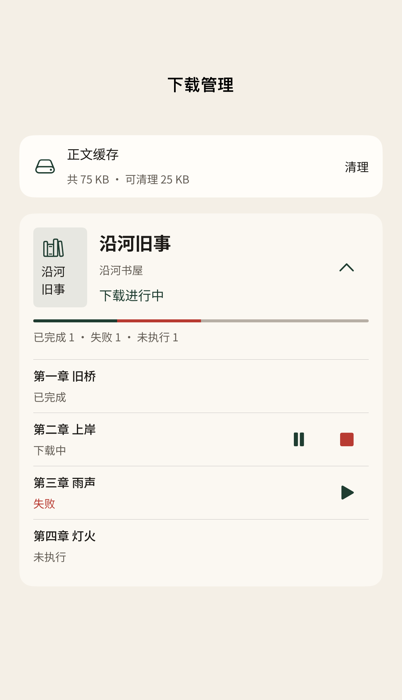 下载管理
正文缓存
共 75 KB · 可清理 25 KB
清理
沿河
旧事
沿河旧事
沿河书屋
下载进行中
已完成 1 · 失败 1 · 未执行 1
第一章 旧桥
已完成
第二章 上岸
下载中
第三章 雨声
失败
第四章 灯火
未执行